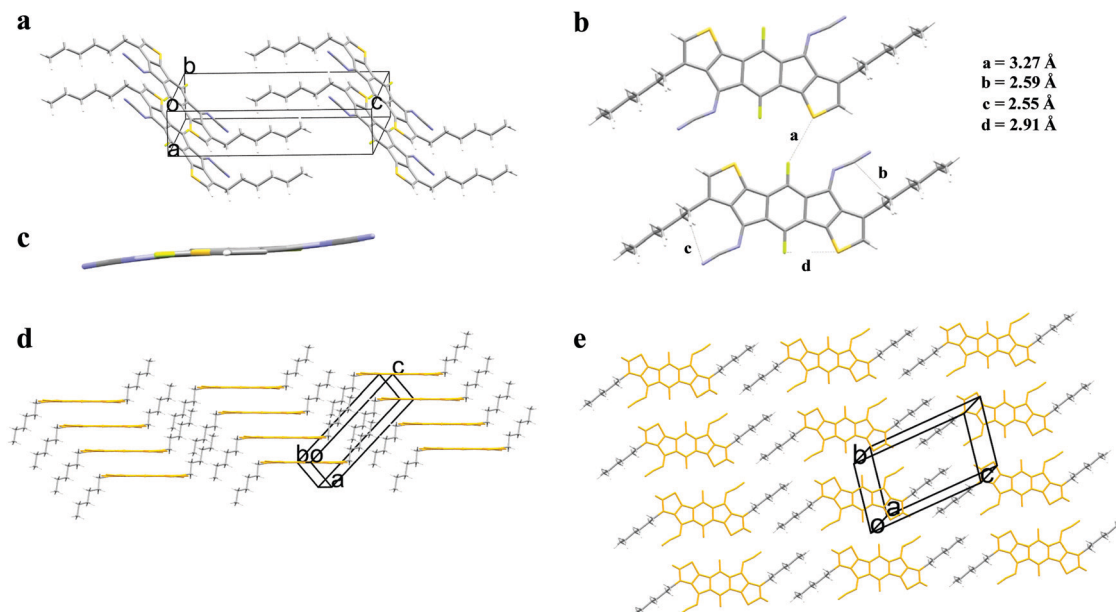 a
b
o
c
a
b
a
b
c
d
a = 3.27 Å
b = 2.59 Å
c = 2.55 Å
d = 2.91 Å
c
d
c
bo
a
e
b
a
c
o